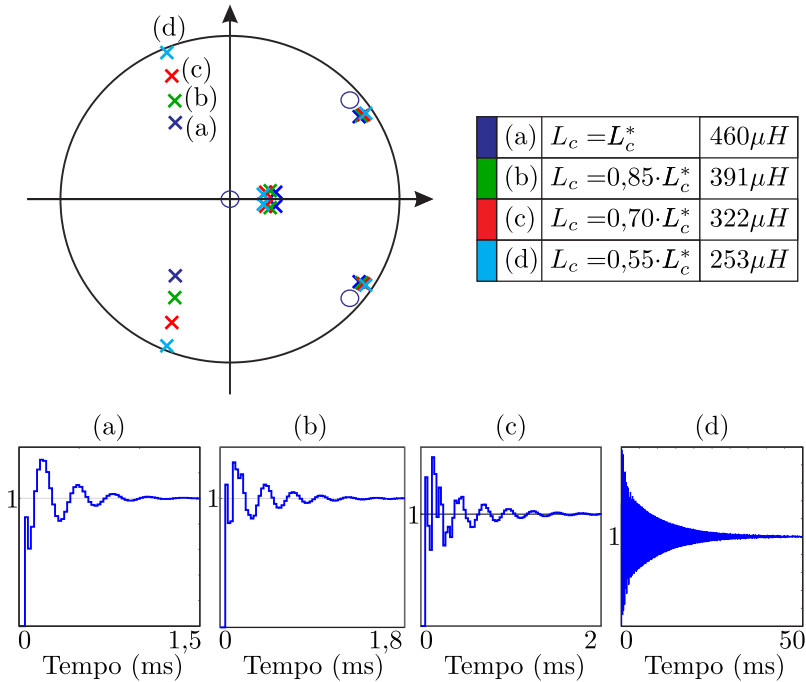 (d)
(c)
(b)
(a)
(a) L_c = L_c^* 460μH
(b) L_c = 0,85·L_c^* 391μH
(c) L_c = 0,70·L_c^* 322μH
(d) L_c = 0,55·L_c^* 253μH
(a)
1
0 1,5
Tempo (ms)
(b)
1
0 1,8
Tempo (ms)
(c)
1
0 2
Tempo (ms)
(d)
1
0 50
Tempo (ms)